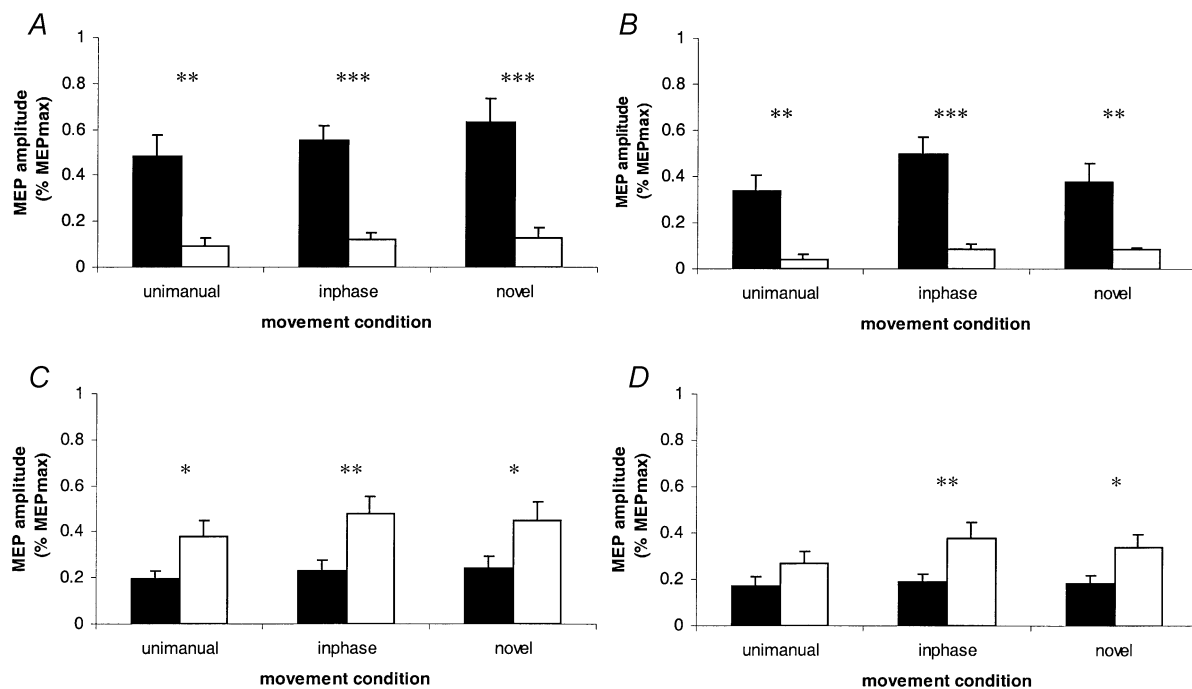 A
MEP amplitude
(% MEPmax)
1
0.8
0.6
0.4
0.2
0
** *** ***
unimanual inphase novel
movement condition
B
MEP amplitude
(% MEPmax)
1
0.8
0.6
0.4
0.2
0
** *** **
unimanual inphase novel
movement condition
C
MEP amplitude
(% MEPmax)
1
0.8
0.6
0.4
0.2
0
* ** *
unimanual inphase novel
movement condition
D
MEP amplitude
(% MEPmax)
1
0.8
0.6
0.4
0.2
0
** *
unimanual inphase novel
movement condition